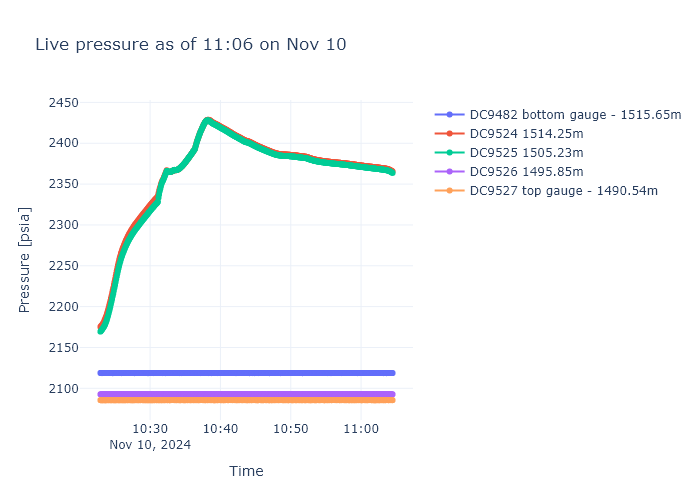 Live pressure as of 11:06 on Nov 10
2450
2400
2350
2300
2250
2200
2150
2100
Pressure [psia]
10:30
10:40
10:50
11:00
Nov 10, 2024
Time
DC9482 bottom gauge - 1515.65m
DC9524 1514.25m
DC9525 1505.23m
DC9526 1495.85m
DC9527 top gauge - 1490.54m